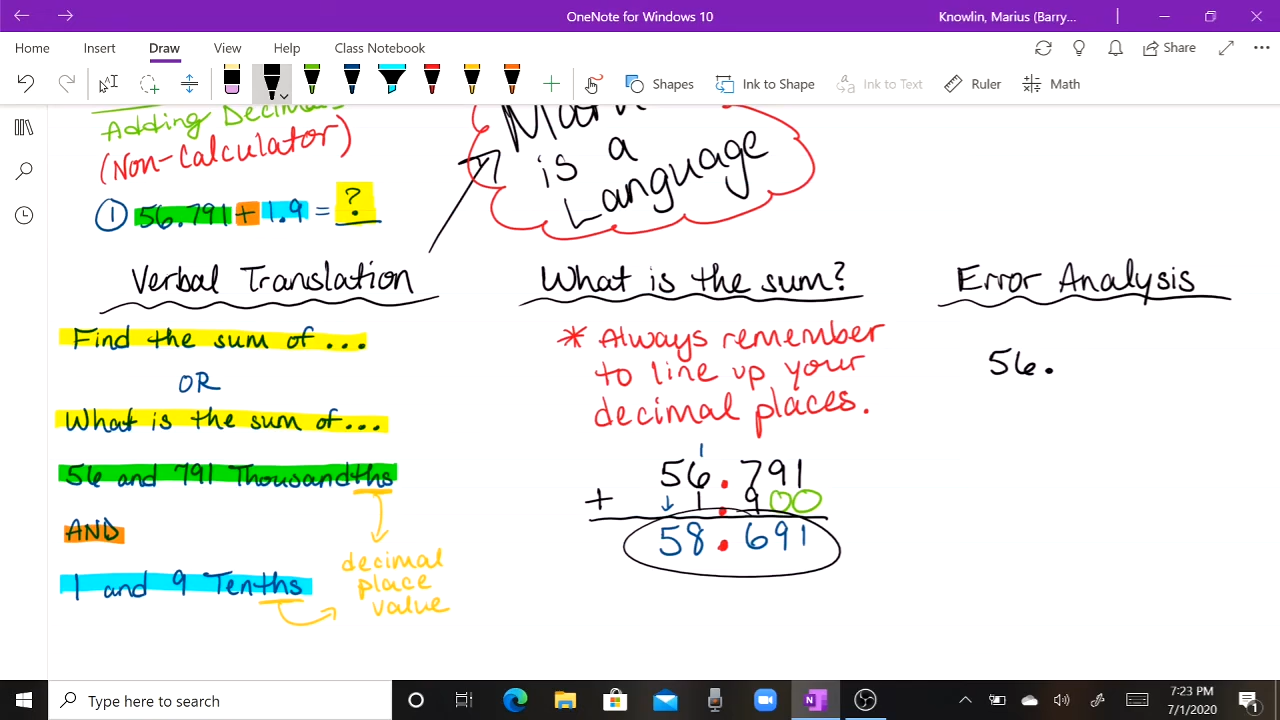 OneNote for Windows 10
Knowlin, Marius (Barry...
Home Insert Draw View Help Class Notebook
Share
Shapes Ink to Shape Ink to Text Ruler Math
Adding Decimals
(Non-Calculator)
Math
is a
Language
① 56.791 + 1.9 = ?
Verbal Translation
Find the sum of ...
OR
What is the sum of...
56 and 791 Thousandths
AND
1 and 9 Tenths
decimal
place
value
What is the sum?
* Always remember
to line up your
decimal places.
1
56.791
+ ↓ 1.900
58.691
Error Analysis
56.
Type here to search
7:23 PM
7/1/2020
1